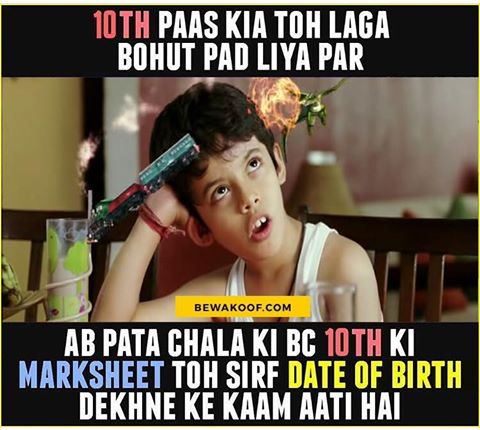 10TH PAAS KIA TOH LAGA
BOHUT PAD LIYA PAR
BEWAKOOF.COM
AB PATA CHALA KI BC 10TH KI
MARKSHEET TOH SIRF DATE OF BIRTH
DEKHNE KE KAAM AATI HAI